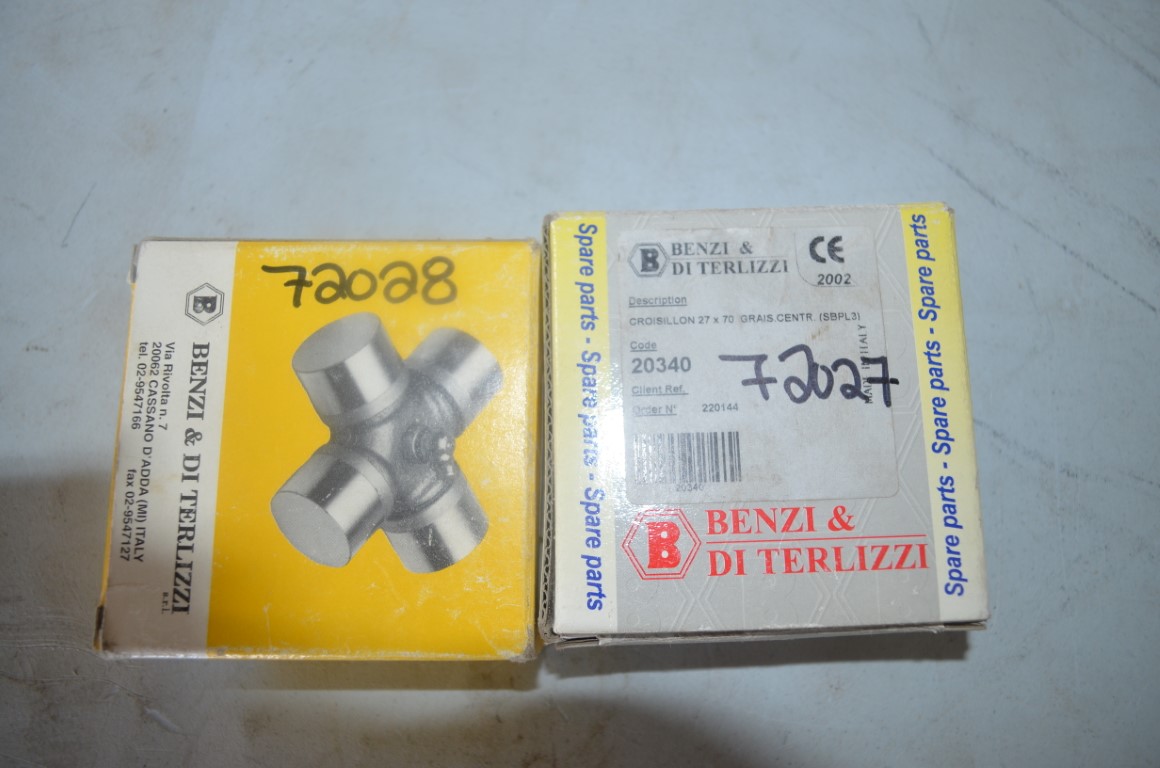 72028
B
BENZI & DI TERLIZZI
s.r.l.
Via Rivolta n. 7
20062 CASSANO D'ADDA (MI) ITALY
tel. 02-9547166 fax 02-9547127
Spare parts - Spare parts - Spare parts
B
BENZI &
DI TERLIZZI
CE
2002
Description
CROISILLON 27 x 70 GRAIS.CENTR. (SBPL3)
Code
20340
72027
Client Ref.
Order N° 220144
20340
B
BENZI &
DI TERLIZZI
Spare parts - Spare parts - Spare parts